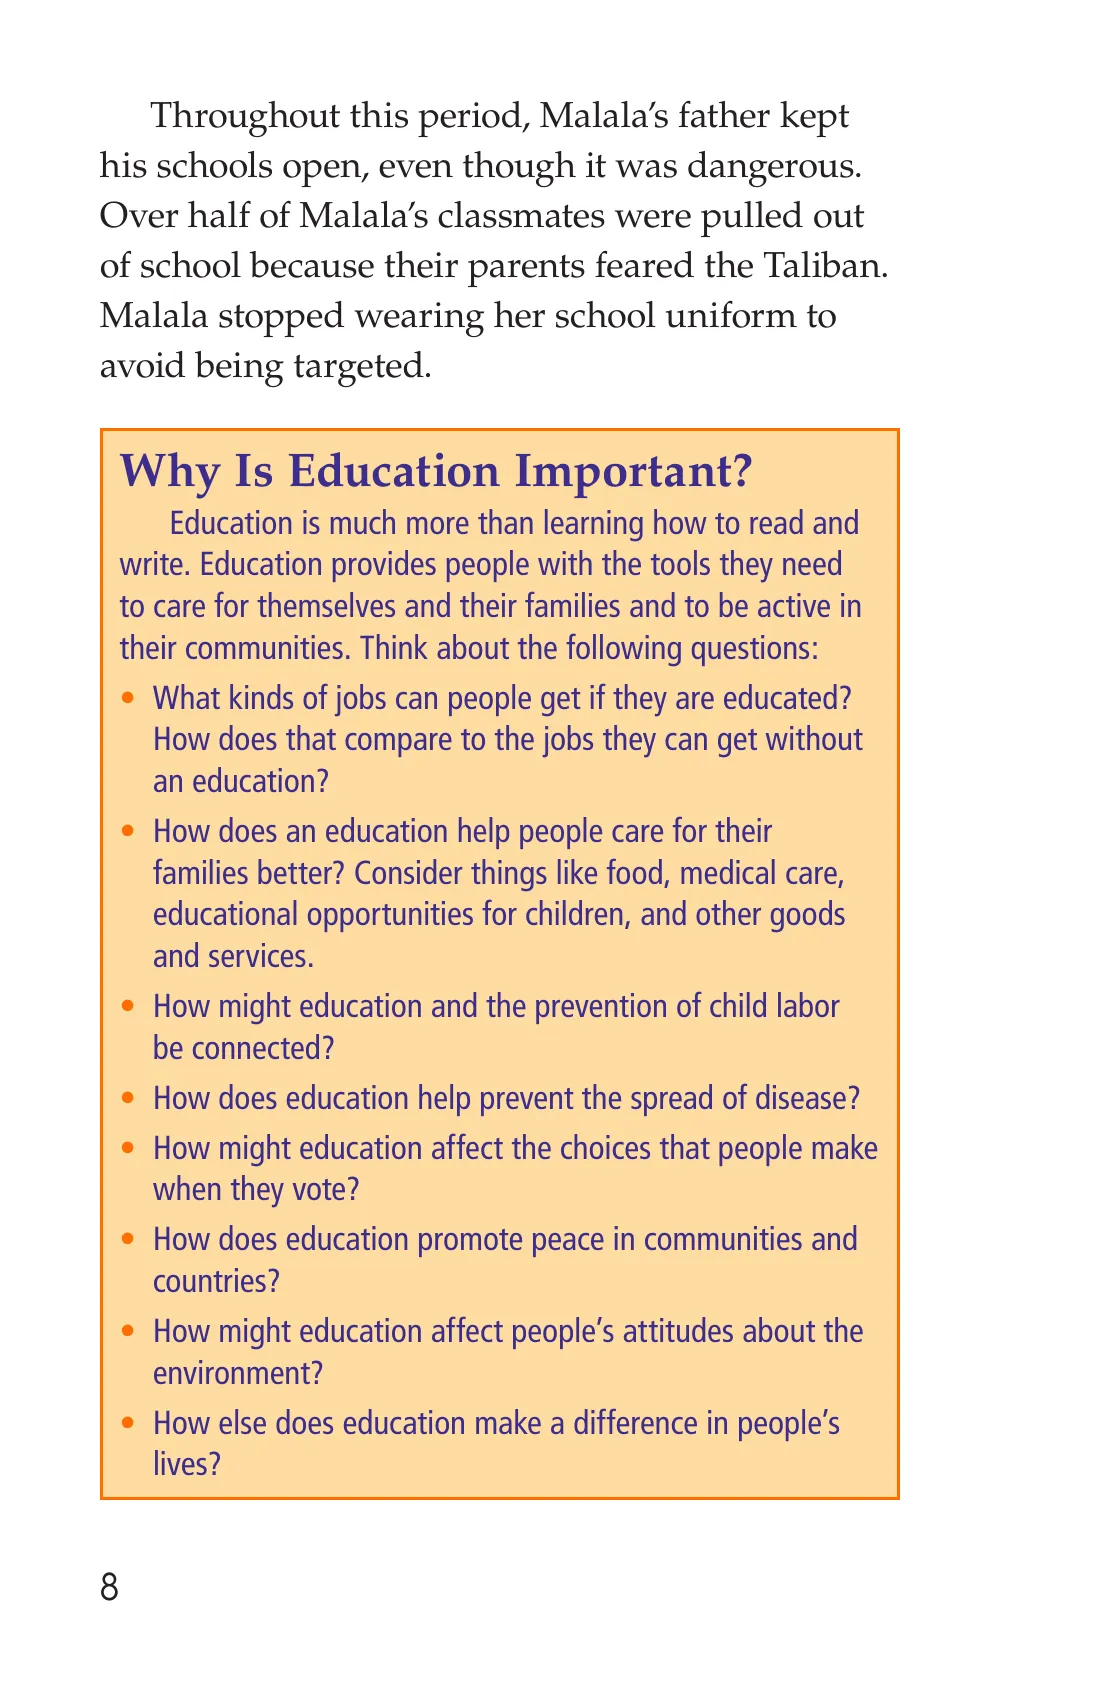 Throughout this period, Malala’s father kept
his schools open, even though it was dangerous.
Over half of Malala’s classmates were pulled out
of school because their parents feared the Taliban.
Malala stopped wearing her school uniform to
avoid being targeted.
Why Is Education Important?
Education is much more than learning how to read and
write. Education provides people with the tools they need
to care for themselves and their families and to be active in
their communities. Think about the following questions:
• What kinds of jobs can people get if they are educated?
How does that compare to the jobs they can get without
an education?
• How does an education help people care for their
families better? Consider things like food, medical care,
educational opportunities for children, and other goods
and services.
• How might education and the prevention of child labor
be connected?
• How does education help prevent the spread of disease?
• How might education affect the choices that people make
when they vote?
• How does education promote peace in communities and
countries?
• How might education affect people’s attitudes about the
environment?
• How else does education make a difference in people’s
lives?
8